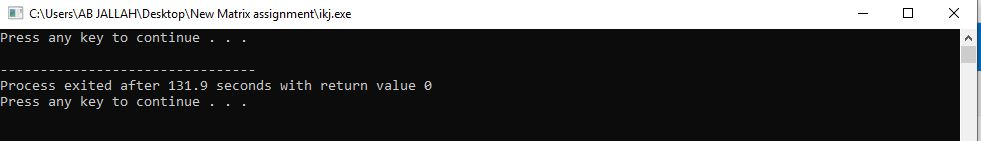 C:\Users\AB JALLAH\Desktop\New Matrix assignment\ikj.exe
Press any key to continue . . .
--------------------------------
Process exited after 131.9 seconds with return value 0
Press any key to continue . . .